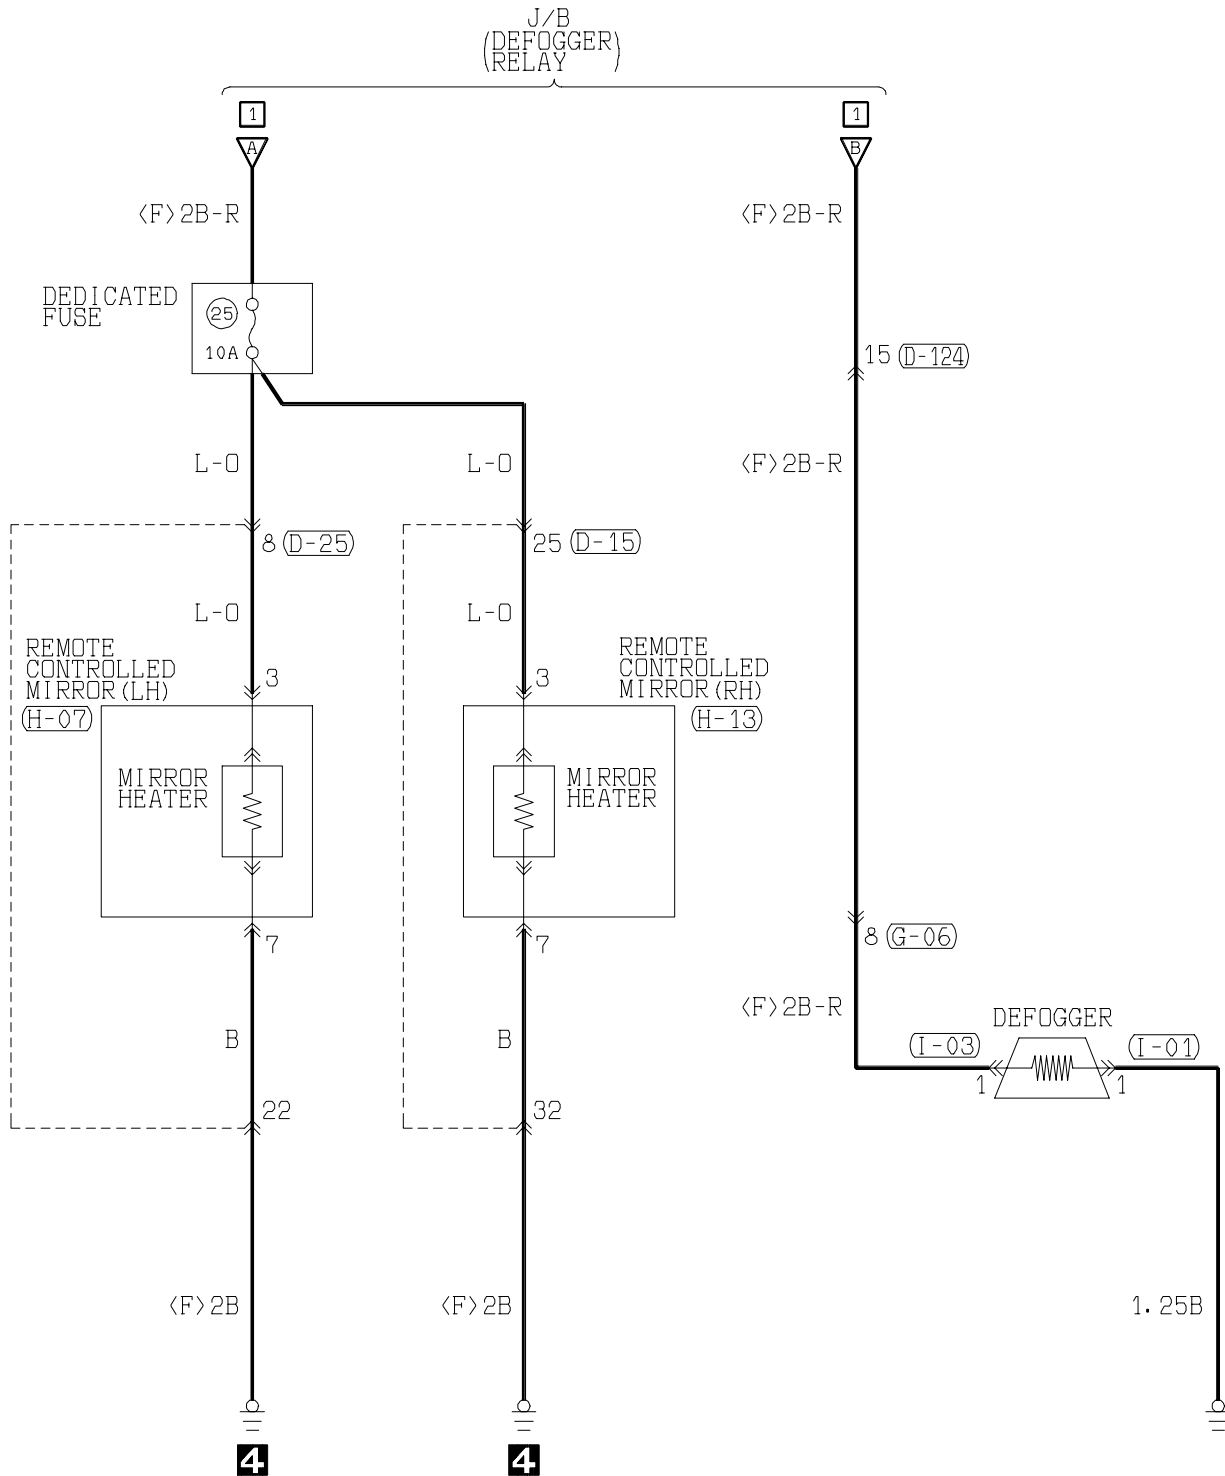 J/B
(DEFOGGER
RELAY)
1
1
A
B
<F>2B-R
<F>2B-R
DEDICATED
FUSE
25
10A
15 (D-124)
L-O
L-O
<F>2B-R
8 (D-25)
25 (D-15)
L-O
L-O
REMOTE
CONTROLLED
MIRROR(LH)
(H-07)
3
3
REMOTE
CONTROLLED
MIRROR(RH)
(H-13)
MIRROR
HEATER
MIRROR
HEATER
7
7
8 (G-06)
<F>2B-R
DEFOGGER
B
B
(I-03)
(I-01)
1
1
22
32
<F>2B
<F>2B
1.25B
4
4